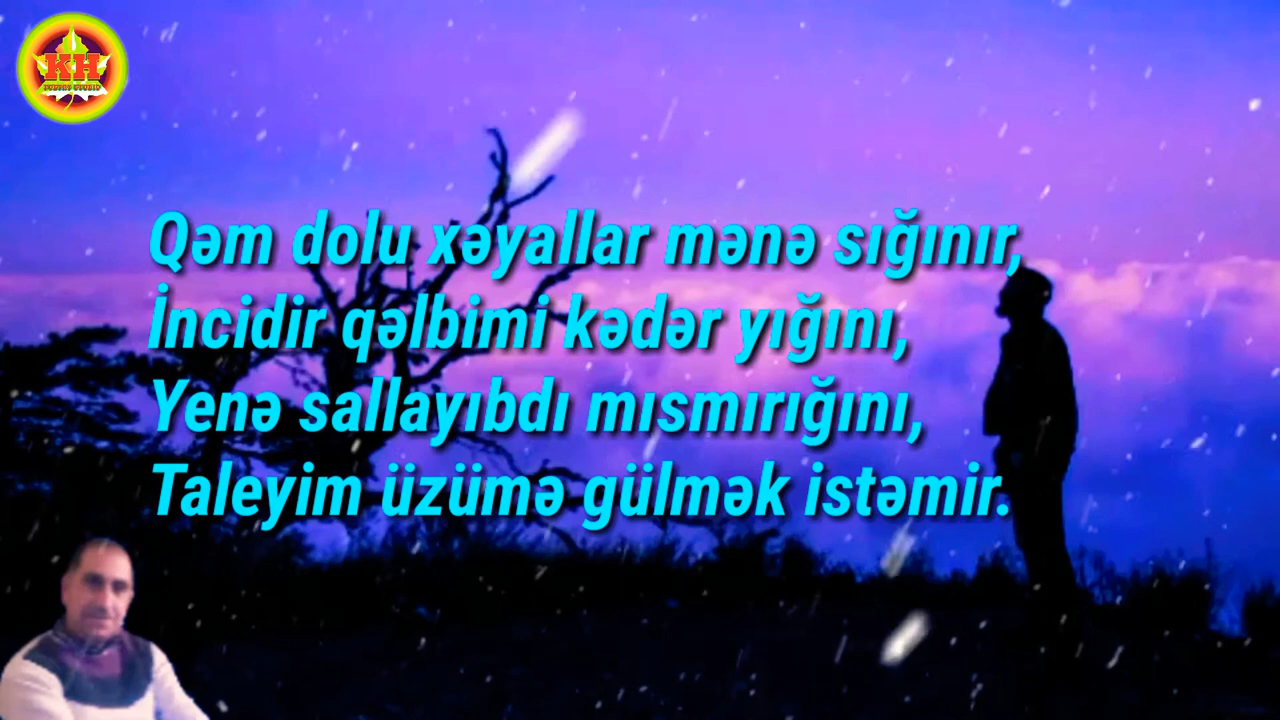 KH
Qəm dolu xəyallar mənə sığınır,
İncidir qəlbimi kədər yığını,
Yenə sallayıbdı mısmırığını,
Taleyim üzümə gülmək istəmir.